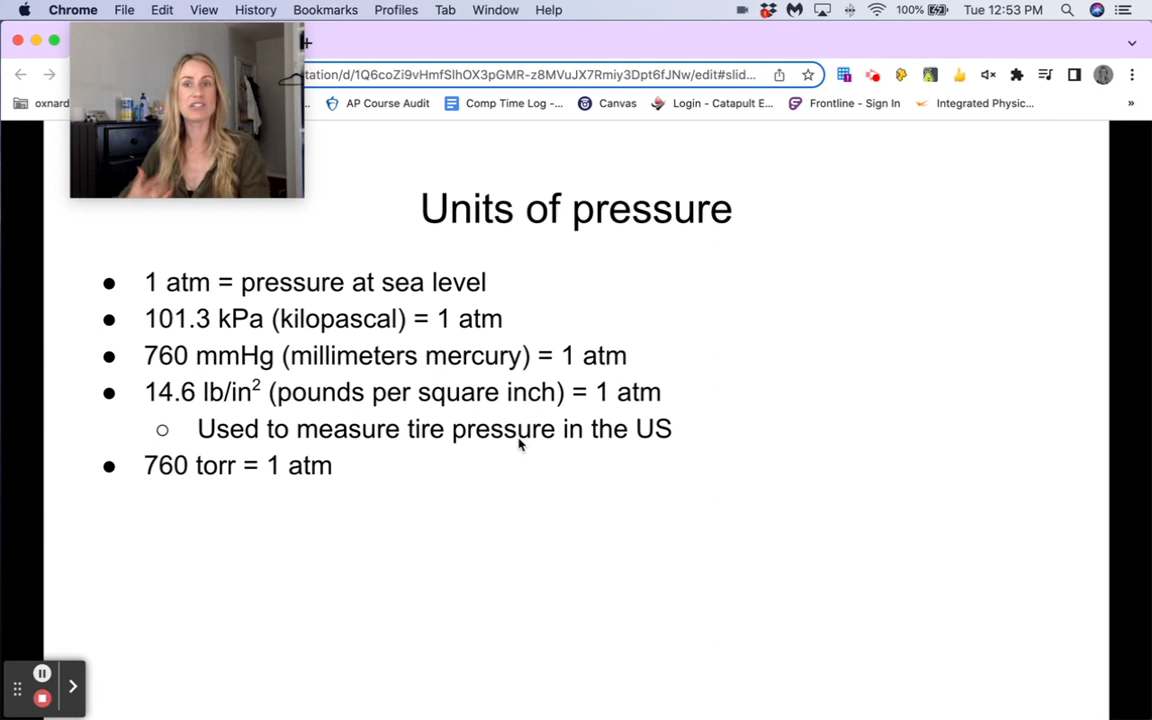 Chrome File Edit View History Bookmarks Profiles Tab Window Help 100% Tue 12:53 PM
tation/d/1Q6coZi9vHmfSlhOX3pGMR-z8MVuJX7Rmiy3Dpt6fJNw/edit#slid...
oxnard AP Course Audit Comp Time Log -... Canvas Login - Catapult E... Frontline - Sign In Integrated Physic... »
Units of pressure
● 1 atm = pressure at sea level
● 101.3 kPa (kilopascal) = 1 atm
● 760 mmHg (millimeters mercury) = 1 atm
● 14.6 lb/in² (pounds per square inch) = 1 atm
○ Used to measure tire pressure in the US
● 760 torr = 1 atm